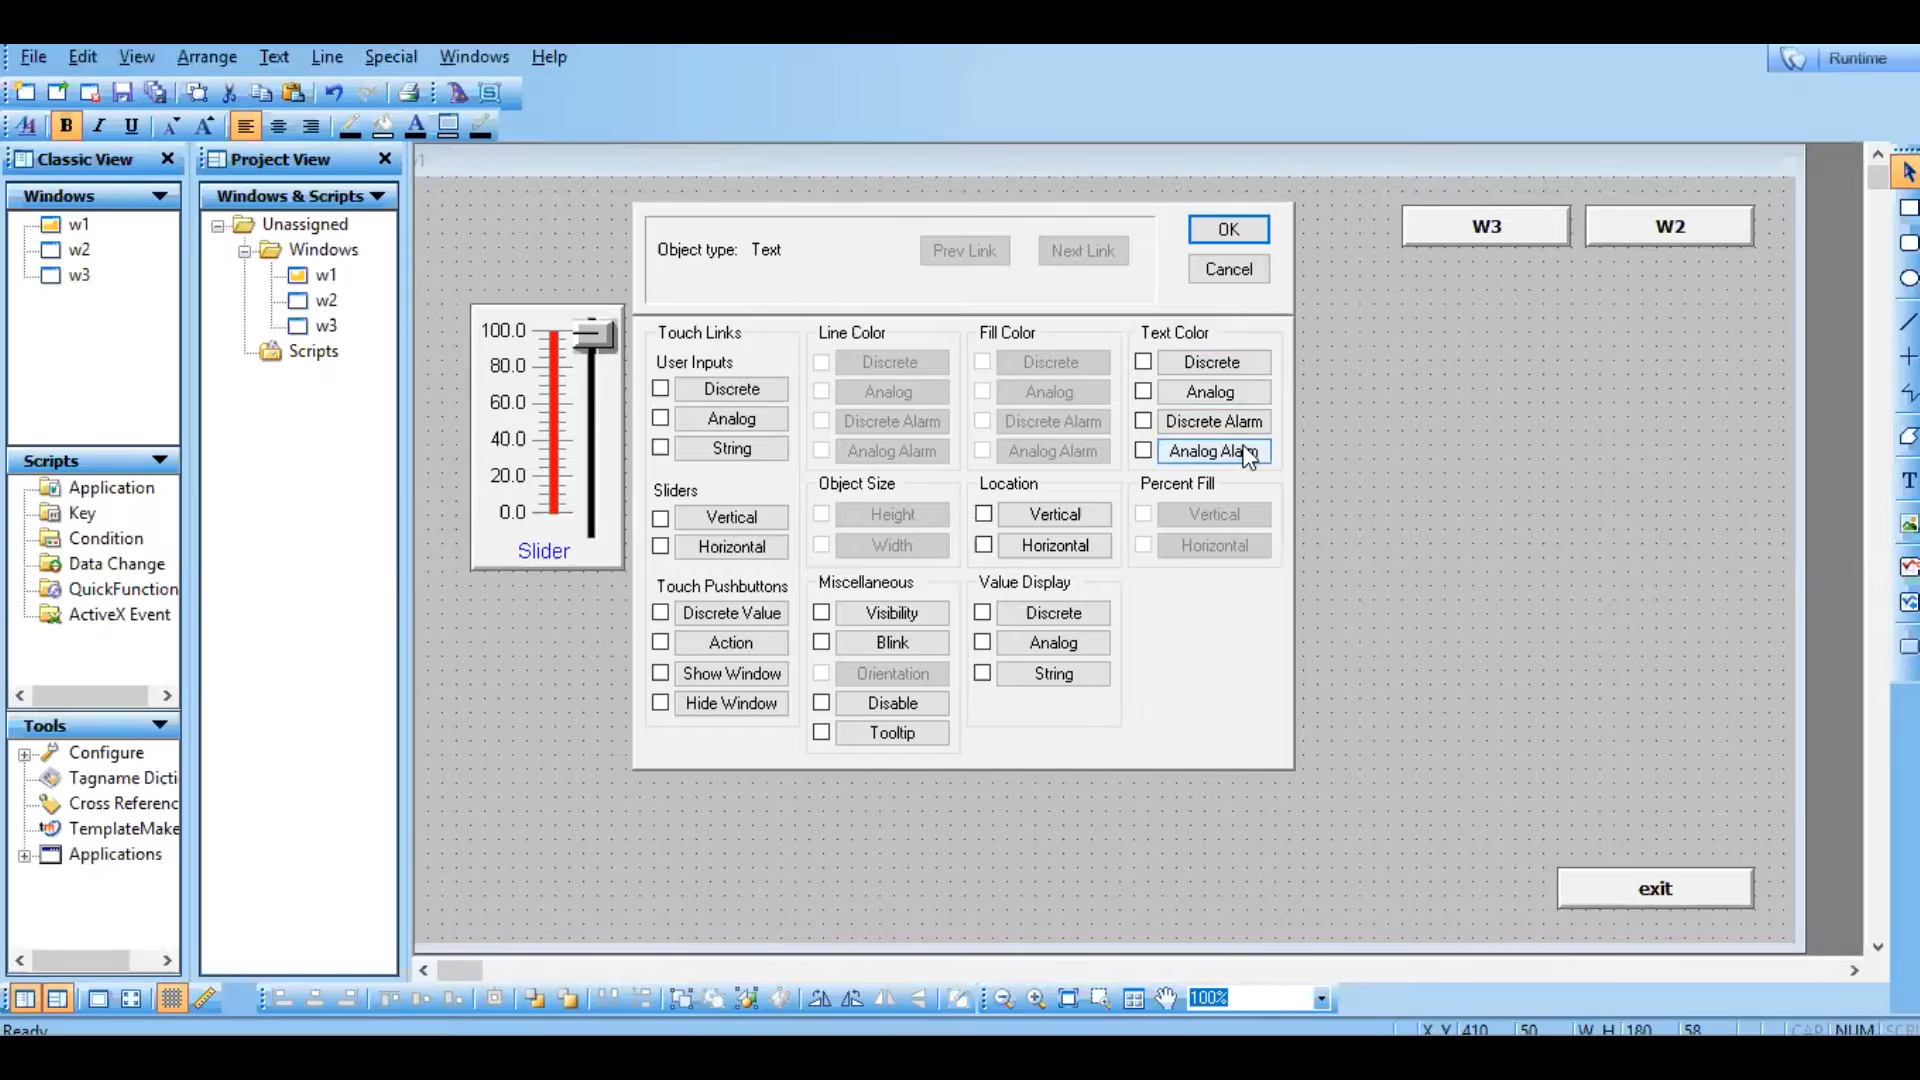 File Edit View Arrange Text Line Special Windows Help
Runtime
Classic View
Project View
Windows
Windows & Scripts
w1
w2
w3
Unassigned
Windows
w1
w2
w3
Scripts
Scripts
Application
Key
Condition
Data Change
QuickFunction
ActiveX Event
Tools
Configure
Tagname Dicti
Cross Referenc
TemplateMake
Applications
100.0
80.0
60.0
40.0
20.0
0.0
Slider
Object type: Text
Prev Link
Next Link
OK
Cancel
Touch Links
User Inputs
Discrete
Analog
String
Sliders
Vertical
Horizontal
Touch Pushbuttons
Discrete Value
Action
Show Window
Hide Window
Line Color
Discrete
Analog
Discrete Alarm
Analog Alarm
Object Size
Height
Width
Miscellaneous
Visibility
Blink
Orientation
Disable
Tooltip
Fill Color
Discrete
Analog
Discrete Alarm
Analog Alarm
Location
Vertical
Horizontal
Value Display
Discrete
Analog
String
Text Color
Discrete
Analog
Discrete Alarm
Analog Alarm
Percent Fill
Vertical
Horizontal
W3
W2
exit
100%
Ready
X, Y 410 50 W, H 180 58 CAP NUM SCR